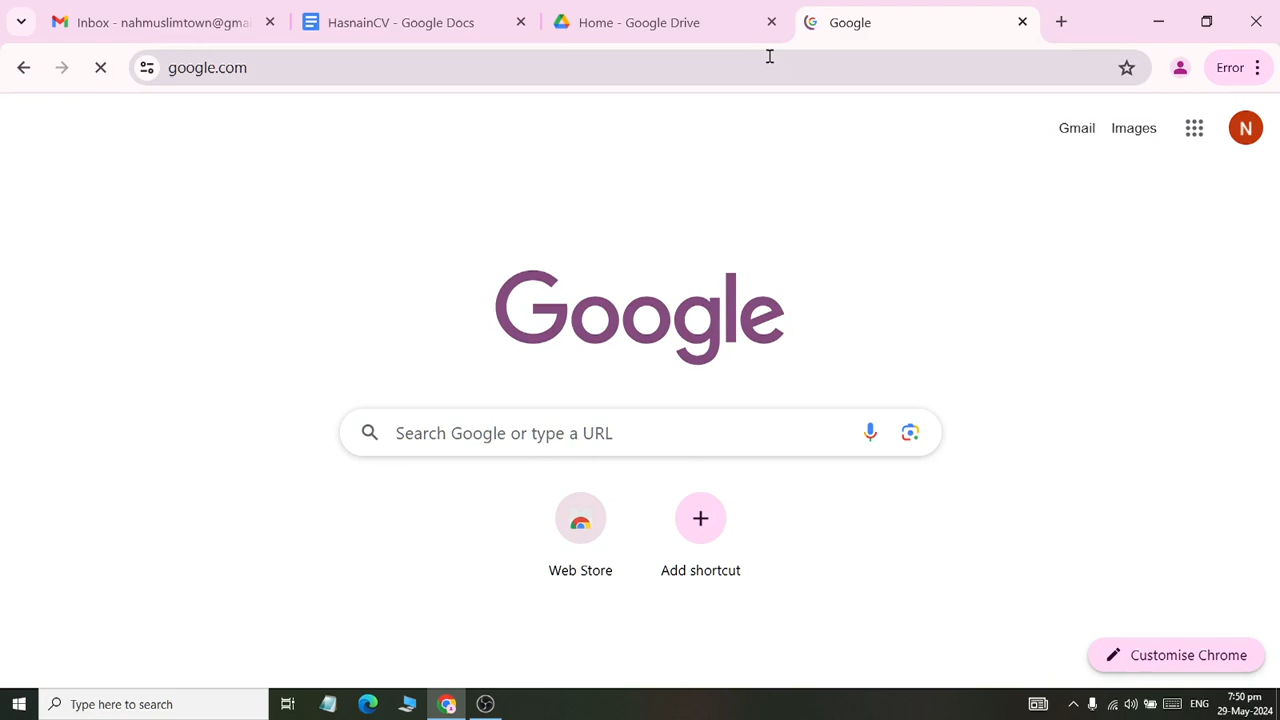 Inbox - nahmuslimtown@gma
HasnainCV - Google Docs
Home - Google Drive
Google
google.com
Error
Gmail
Images
N
Google
Search Google or type a URL
Web Store
Add shortcut
Customise Chrome
Type here to search
ENG
7:50 pm
29-May-2024